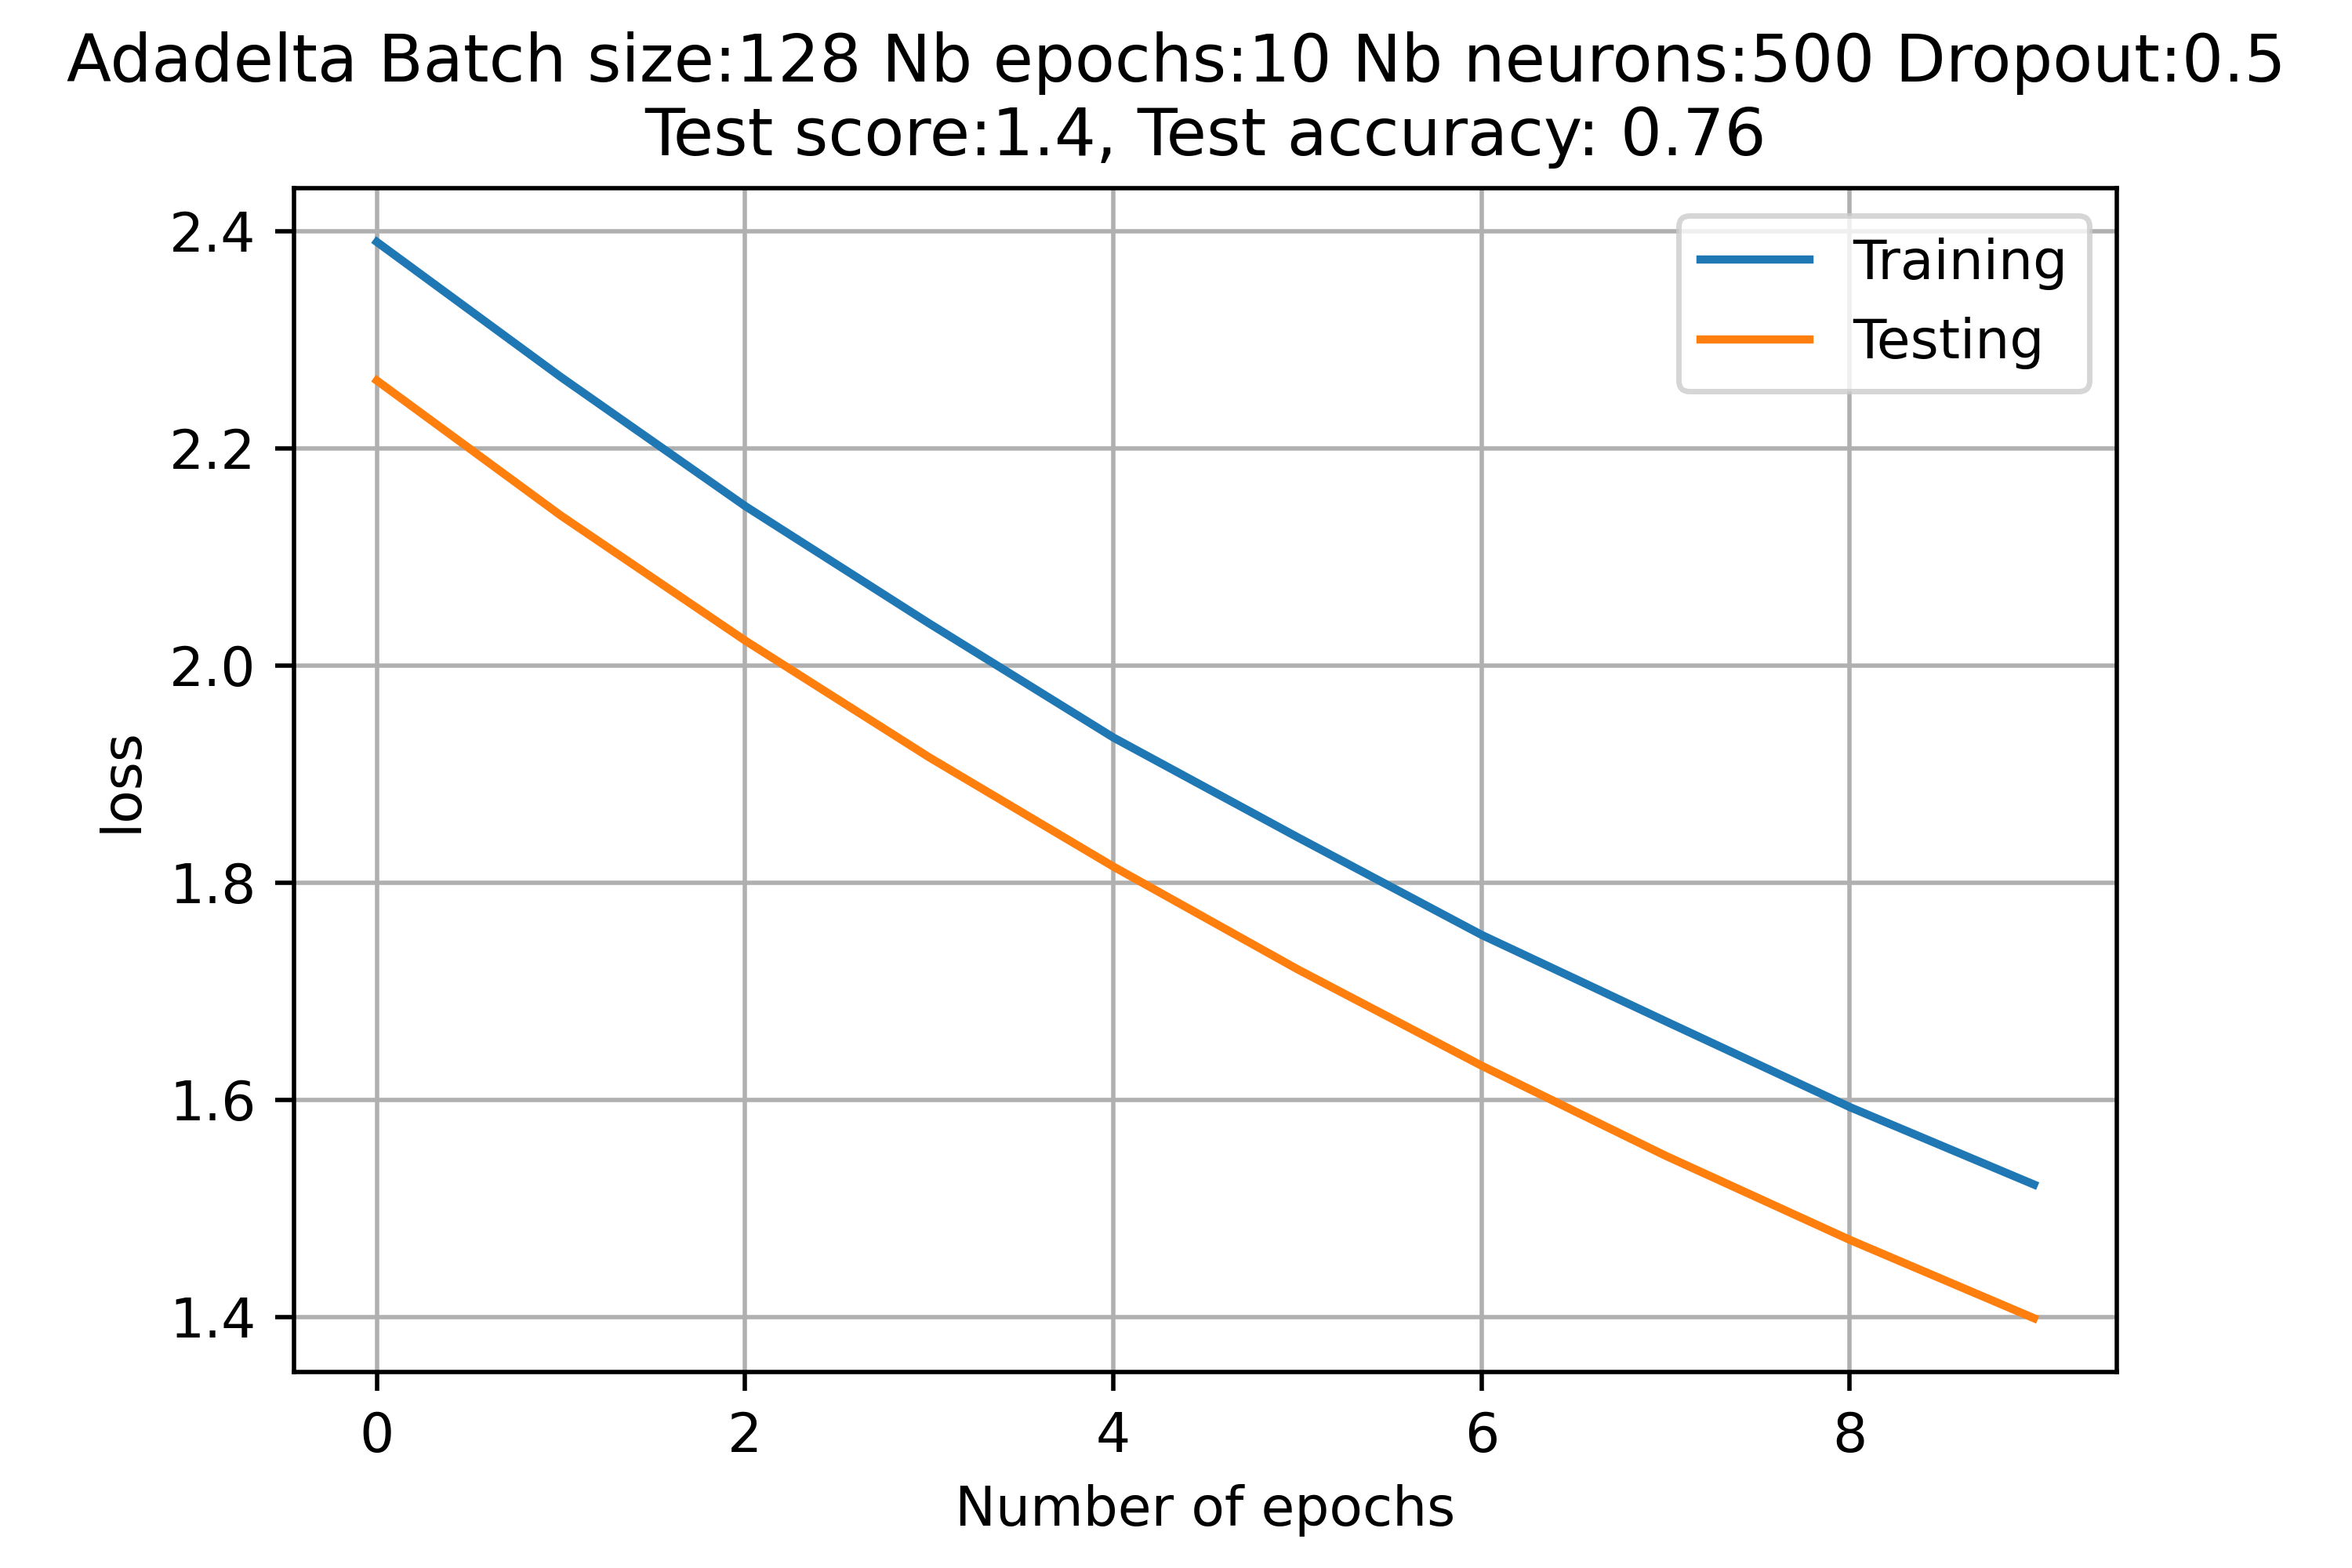 Adadelta Batch size:128 Nb epochs:10 Nb neurons:500 Dropout:0.5
Test score:1.4, Test accuracy: 0.76
Training
Testing
2.4
2.2
2.0
1.8
1.6
1.4
loss
0 2 4 6 8
Number of epochs